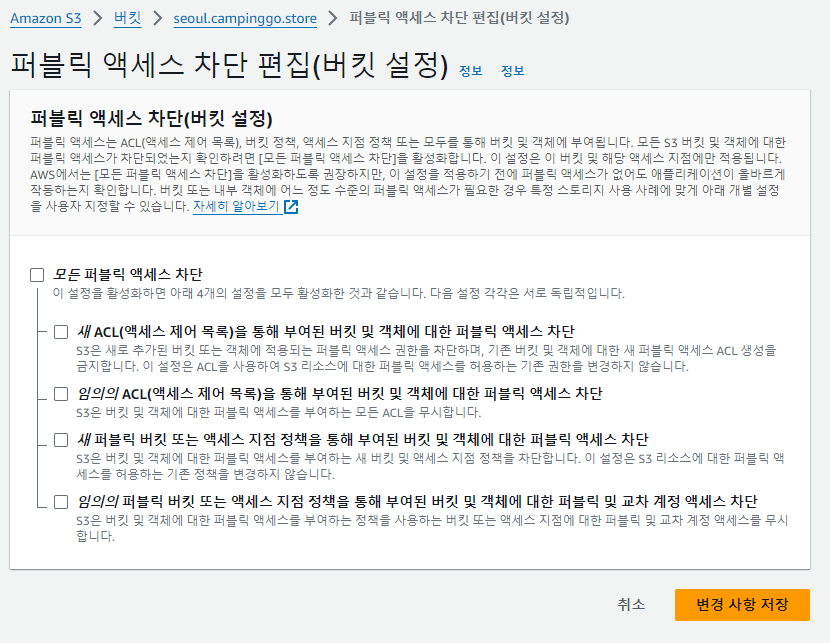 Amazon S3 > 버킷 > seoul.campinggo.store > 퍼블릭 액세스 차단 편집(버킷 설정)
퍼블릭 액세스 차단 편집(버킷 설정) 정보 정보
퍼블릭 액세스 차단(버킷 설정)
퍼블릭 액세스는 ACL(액세스 제어 목록), 버킷 정책, 액세스 지점 정책 또는 모두를 통해 버킷 및 객체에 부여됩니다. 모든 S3 버킷 및 객체에 대한
퍼블릭 액세스가 차단되었는지 확인하려면 [모든 퍼블릭 액세스 차단]을 활성화합니다. 이 설정은 이 버킷 및 해당 액세스 지점에만 적용됩니다.
AWS에서는 [모든 퍼블릭 액세스 차단]을 활성화하도록 권장하지만, 이 설정을 적용하기 전에 퍼블릭 액세스가 없어도 애플리케이션이 올바르게
작동하는지 확인합니다. 버킷 또는 내부 객체에 어느 정도 수준의 퍼블릭 액세스가 필요한 경우 특정 스토리지 사용 사례에 맞게 아래 개별 설정
을 사용자 지정할 수 있습니다. 자세히 알아보기
모든 퍼블릭 액세스 차단
이 설정을 활성화하면 아래 4개의 설정을 모두 활성화한 것과 같습니다. 다음 설정 각각은 서로 독립적입니다.
새 ACL(액세스 제어 목록)을 통해 부여된 버킷 및 객체에 대한 퍼블릭 액세스 차단
S3은 새로 추가된 버킷 또는 객체에 적용되는 퍼블릭 액세스 권한을 차단하며, 기존 버킷 및 객체에 대한 새 퍼블릭 액세스 ACL 생성을
금지합니다. 이 설정은 ACL을 사용하여 S3 리소스에 대한 퍼블릭 액세스를 허용하는 기존 권한을 변경하지 않습니다.
임의의 ACL(액세스 제어 목록)을 통해 부여된 버킷 및 객체에 대한 퍼블릭 액세스 차단
S3은 버킷 및 객체에 대한 퍼블릭 액세스를 부여하는 모든 ACL을 무시합니다.
새 퍼블릭 버킷 또는 액세스 지점 정책을 통해 부여된 버킷 및 객체에 대한 퍼블릭 액세스 차단
S3은 버킷 및 객체에 대한 퍼블릭 액세스를 부여하는 새 버킷 및 액세스 지점 정책을 차단합니다. 이 설정은 S3 리소스에 대한 퍼블릭 액
세스를 허용하는 기존 정책을 변경하지 않습니다.
임의의 퍼블릭 버킷 또는 액세스 지점 정책을 통해 부여된 버킷 및 객체에 대한 퍼블릭 및 교차 계정 액세스 차단
S3은 버킷 및 객체에 대한 퍼블릭 액세스를 부여하는 정책을 사용하는 버킷 또는 액세스 지점에 대한 퍼블릭 및 교차 계정 액세스를 무시
합니다.
취소 변경 사항 저장